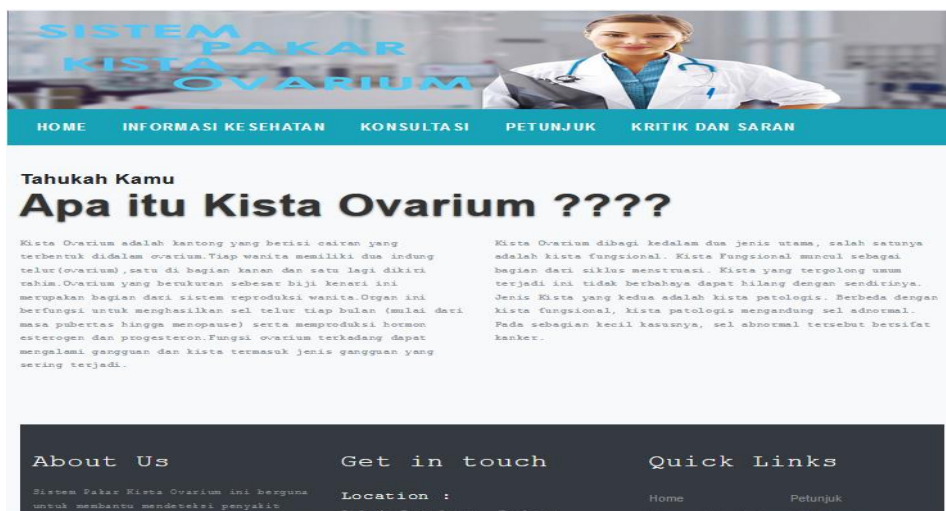 SISTEM
PAKAR
KISTA
OVARIUM
HOME INFORMASI KESEHATAN KONSULTASI PETUNJUK KRITIK DAN SARAN
Tahukah Kamu
Apa itu Kista Ovarium ????
Kista Ovarium adalah kantong yang berisi cairan yang
terbentuk didalam ovarium.Tiap wanita memiliki dua indung
telur(ovarium),satu di bagian kanan dan satu lagi dikiri
rahim.Ovarium yang berukuran sebesar biji kenari ini
merupakan bagian dari sistem reproduksi wanita.Organ ini
berfungsi untuk menghasilkan sel telur tiap bulan (mulai dari
masa pubertas hingga menopause) serta memproduksi hormon
esterogen dan progesteron.Fungsi ovarium terkadang dapat
mengalami gangguan dan kista termasuk jenis gangguan yang
sering terjadi.
Kista Ovarium dibagi kedalam dua jenis utama, salah satunya
adalah kista fungsional. Kista Fungsional muncul sebagai
bagian dari siklus menstruasi. Kista yang tergolong umum
terjadi ini tidak berbahaya dapat hilang dengan sendirinya.
Jenis Kista yang kedua adalah kista patologis. Berbeda dengan
kista fungsional, kista patologis mengandung sel adnormal.
Pada sebagian kecil kasusnya, sel abnormal tersebut bersifat
kanker.
About Us
Sistem Pakar Kista Ovarium ini berguna
untuk membantu mendeteksi penyakit
Get in touch
Location :
Quick Links
Home Petunjuk